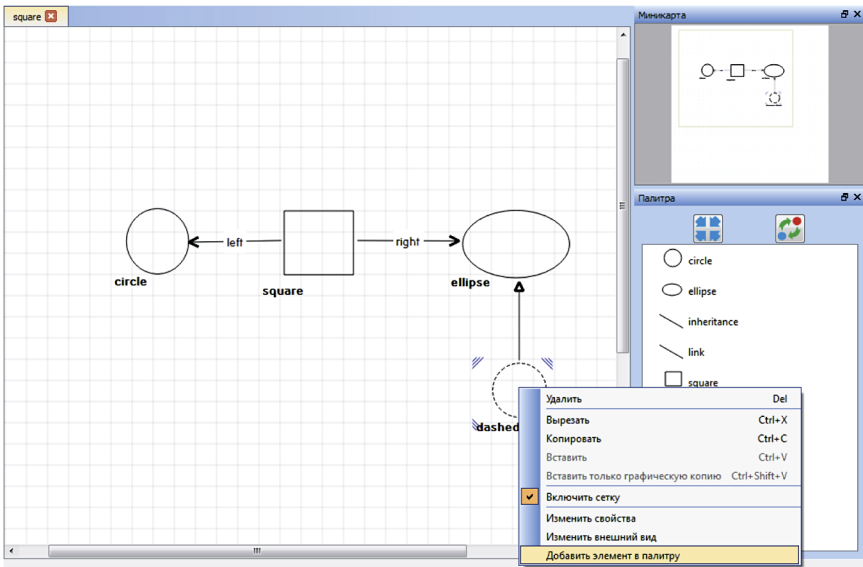 square
Миникарта
Палитра
circle
ellipse
inheritance
link
square
left
right
circle
square
ellipse
dashed
Удалить Del
Вырезать Ctrl+X
Копировать Ctrl+C
Вставить Ctrl+V
Вставить только графическую копию Ctrl+Shift+V
Включить сетку
Изменить свойства
Изменить внешний вид
Добавить элемент в палитру